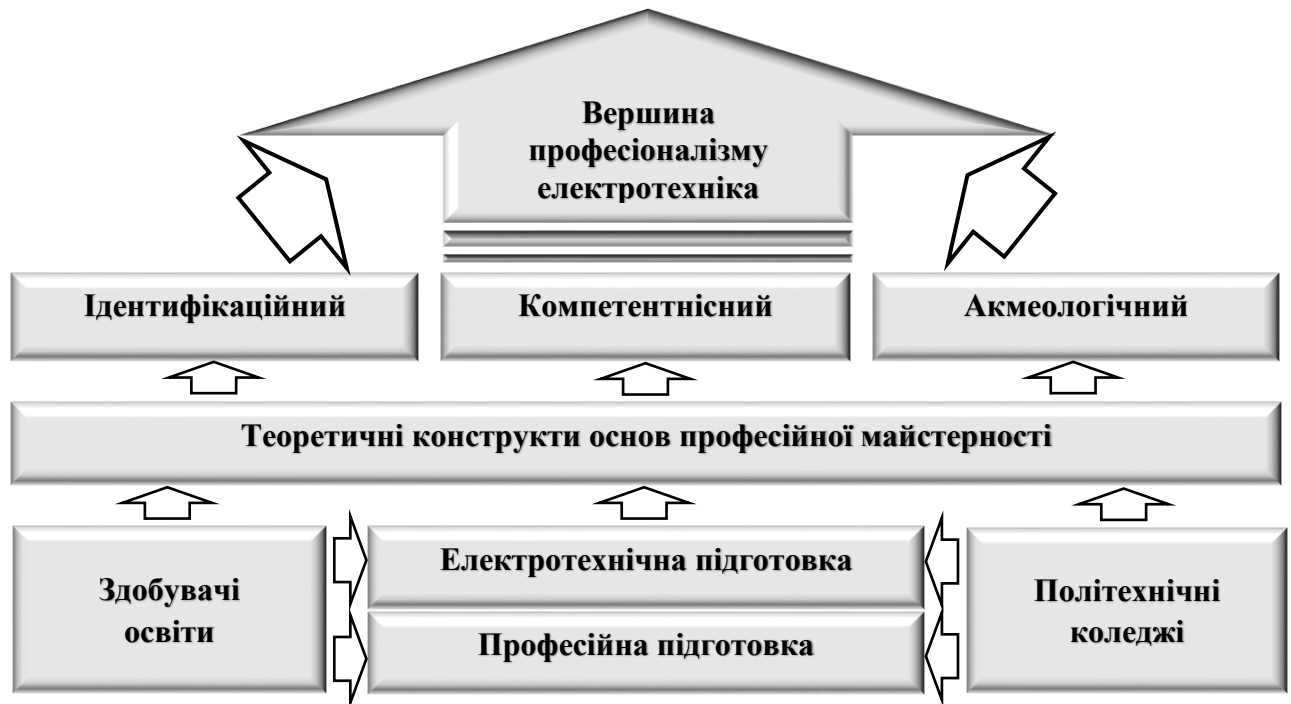 Вершина
професіоналізму
електротехніка
Ідентифікаційний
Компетентнісний
Акмеологічний
Теоретичні конструкти основ професійної майстерності
Здобувачі
освіти
Електротехнічна підготовка
Професійна підготовка
Політехнічні
коледжі